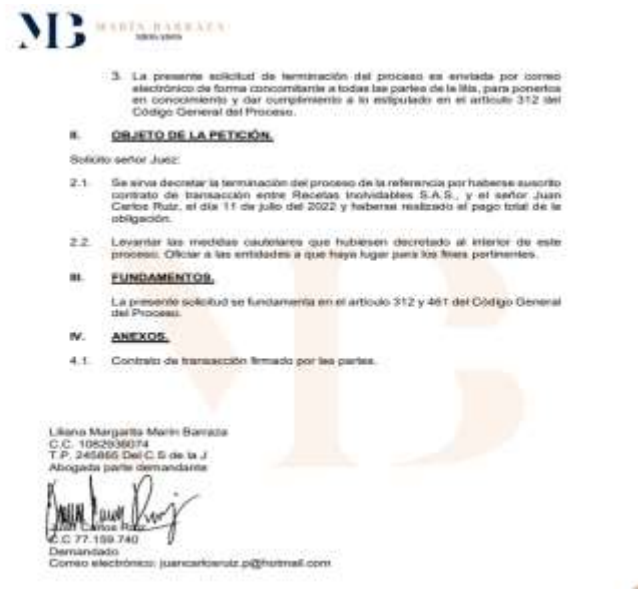 MB MARÍN BARRAZA
3. La presente solicitud de terminación del proceso es enviada por correo
electrónico de forma concomitante a todas las partes de la litis, para ponerlos
en conocimiento y dar cumplimiento a lo estipulado en el artículo 312 del
Código General del Proceso.
II. OBJETO DE LA PETICIÓN.
Solicito señor Juez:
2.1. Se sirva decretar la terminación del proceso de la referencia por haberse suscrito
contrato de transacción entre Recetas Inolvidables S.A.S., y el señor Juan
Carlos Ruiz, el día 11 de julio del 2022 y haberse realizado el pago total de la
obligación.
2.2. Levantar las medidas cautelares que hubiesen decretado al interior de este
proceso. Oficiar a las entidades a que haya lugar para los fines pertinentes.
III. FUNDAMENTOS.
La presente solicitud se fundamenta en el artículo 312 y 461 del Código General
del Proceso.
IV. ANEXOS.
4.1. Contrato de transacción firmado por las partes.
Liliana Margarita Marín Barraza
C.C. 1082936074
T.P. 245865 Del C.S de la J
Abogada parte demandante
Juan Carlos Ruiz
C.C 77.159.740
Demandado
Correo electrónico: juancarlosruiz.p@hotmail.com